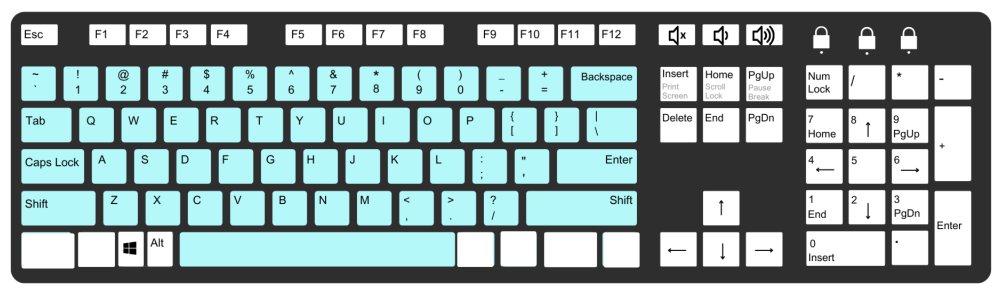 Esc F1 F2 F3 F4 F5 F6 F7 F8 F9 F10 F11 F12
~ ! @ # $ % ^ & * ( ) _ + Backspace
` 1 2 3 4 5 6 7 8 9 0 - =
Insert Home PgUp
Print Scroll Pause
Screen Lock Break
Num / * -
Lock
Tab Q W E R T Y U I O P { } |
[ ] \
Delete End PgDn
7 8 ↑ 9 +
Home PgUp
Caps Lock A S D F G H J K L : " Enter
; '
4 5 6
← →
Shift Z X C V B N M < > ? Shift
, . /
↑
1 2 ↓ 3 Enter
End PgDn
Alt
← ↓ →
0 .
Insert